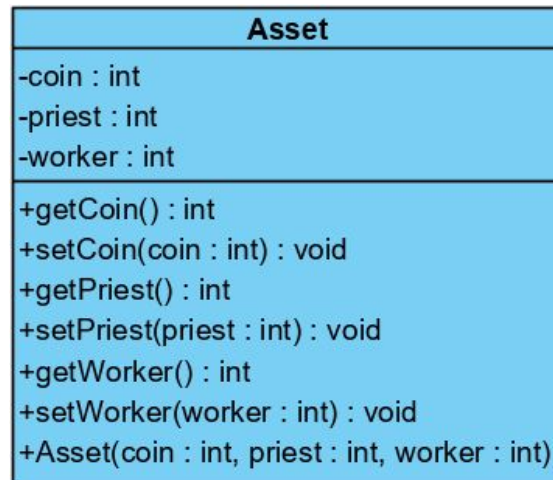 Asset
-coin : int
-priest : int
-worker : int
+getCoin() : int
+setCoin(coin : int) : void
+getPriest() : int
+setPriest(priest : int) : void
+getWorker() : int
+setWorker(worker : int) : void
+Asset(coin : int, priest : int, worker : int)